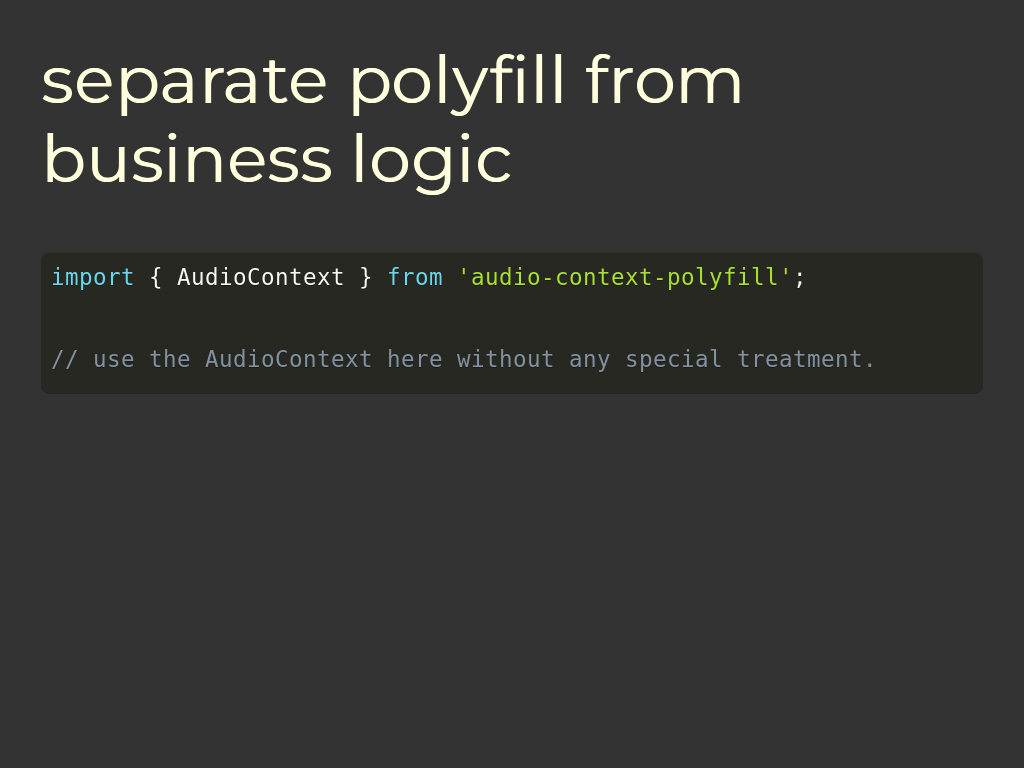 separate polyfill from
business logic
import { AudioContext } from 'audio-context-polyfill';
// use the AudioContext here without any special treatment.